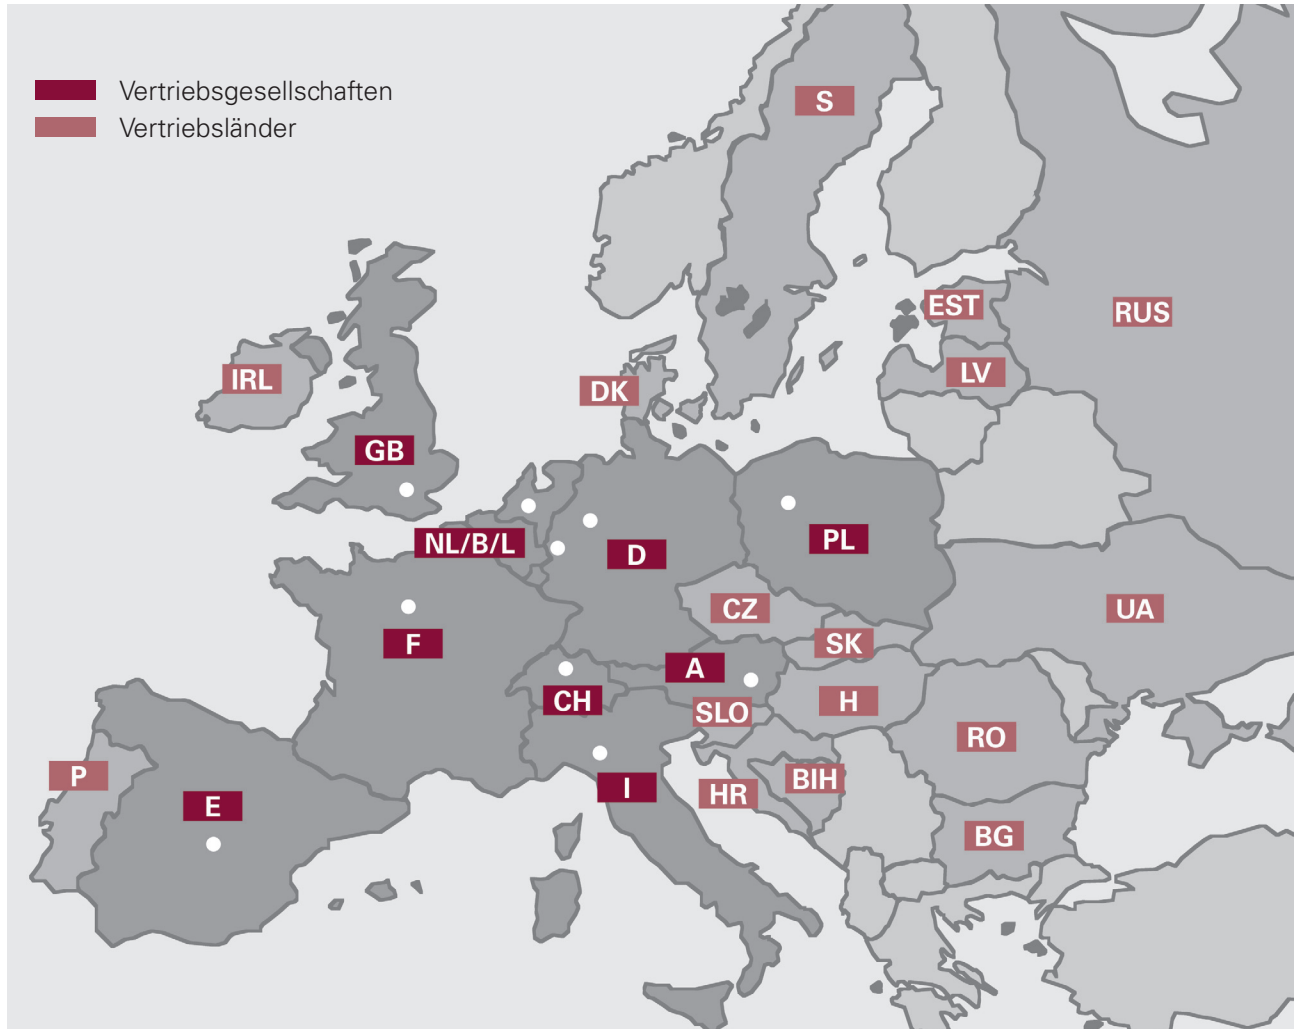 Vertriebsgesellschaften
Vertriebsländer
S
EST
RUS
IRL
DK
LV
GB
NL/B/L
D
PL
CZ
UA
F
SK
A
CH
SLO
H
RO
P
E
I
HR
BIH
BG